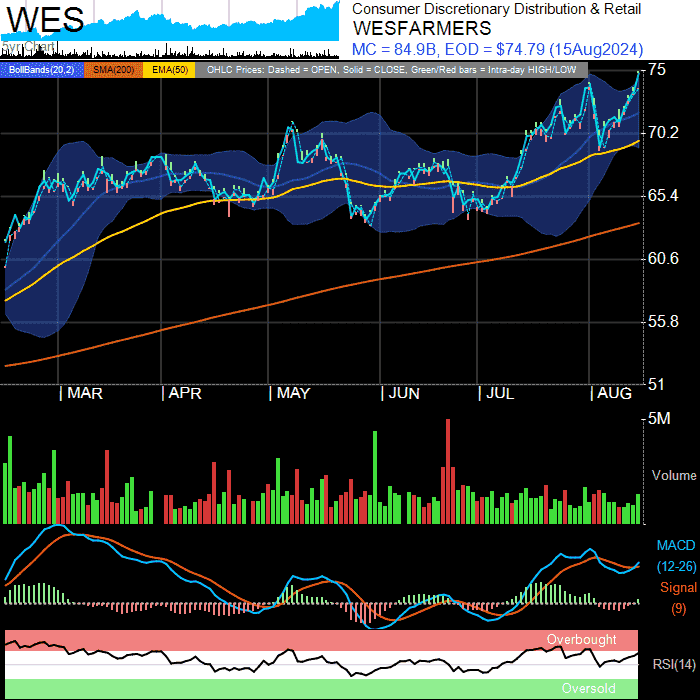 WES
5yr Chart
Consumer Discretionary Distribution & Retail
WESFARMERS
MC = 84.9B, EOD = $74.79 (15Aug2024)
BollBands(20,2) SMA(200) EMA(50) OHLC Prices: Dashed = OPEN, Solid = CLOSE, Green/Red bars = Intra-day HIGH/LOW
75
70.2
65.4
60.6
55.8
51
MAR APR MAY JUN JUL AUG
5M
Volume
MACD
(12-26)
Signal
(9)
Overbought
RSI(14)
Oversold